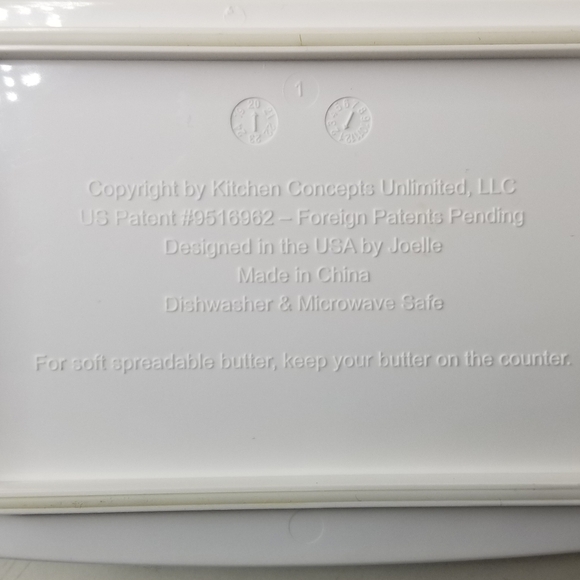 1
Copyright by Kitchen Concepts Unlimited, LLC
US Patent #9516962 – Foreign Patents Pending
Designed in the USA by Joelle
Made in China
Dishwasher & Microwave Safe
For soft spreadable butter, keep your butter on the counter.